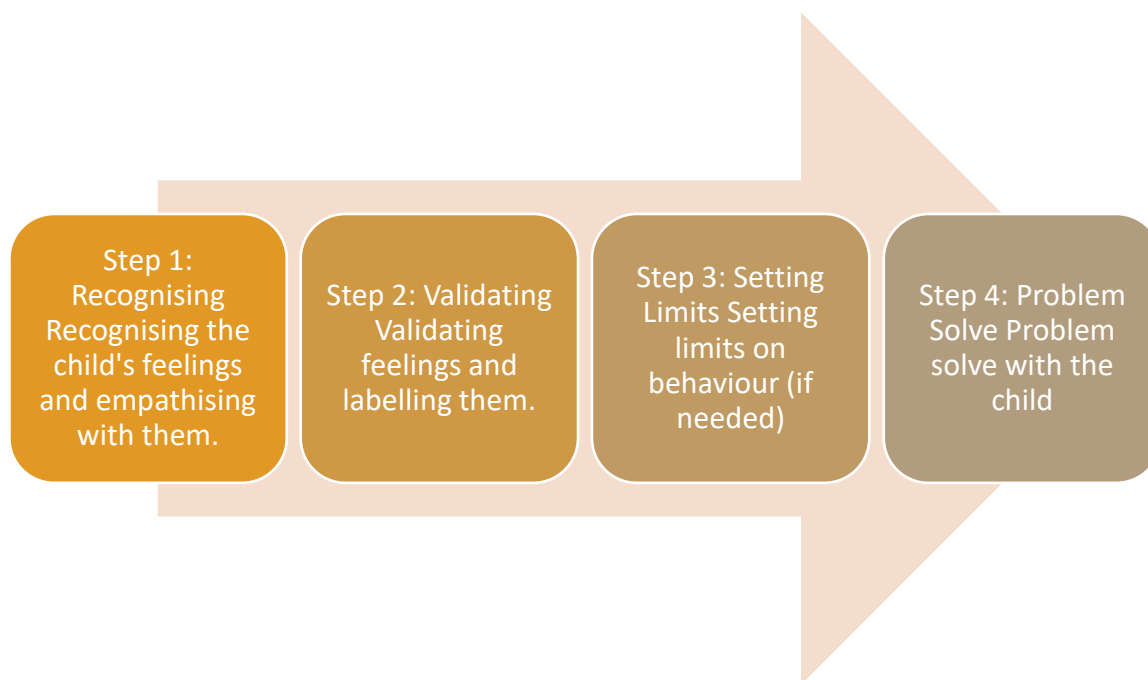 Step 1:
Recognising
Recognising the
child's feelings
and empathising
with them.
Step 2: Validating
Validating
feelings and
labelling them.
Step 3: Setting
Limits Setting
limits on
behaviour (if
needed)
Step 4: Problem
Solve Problem
solve with the
child